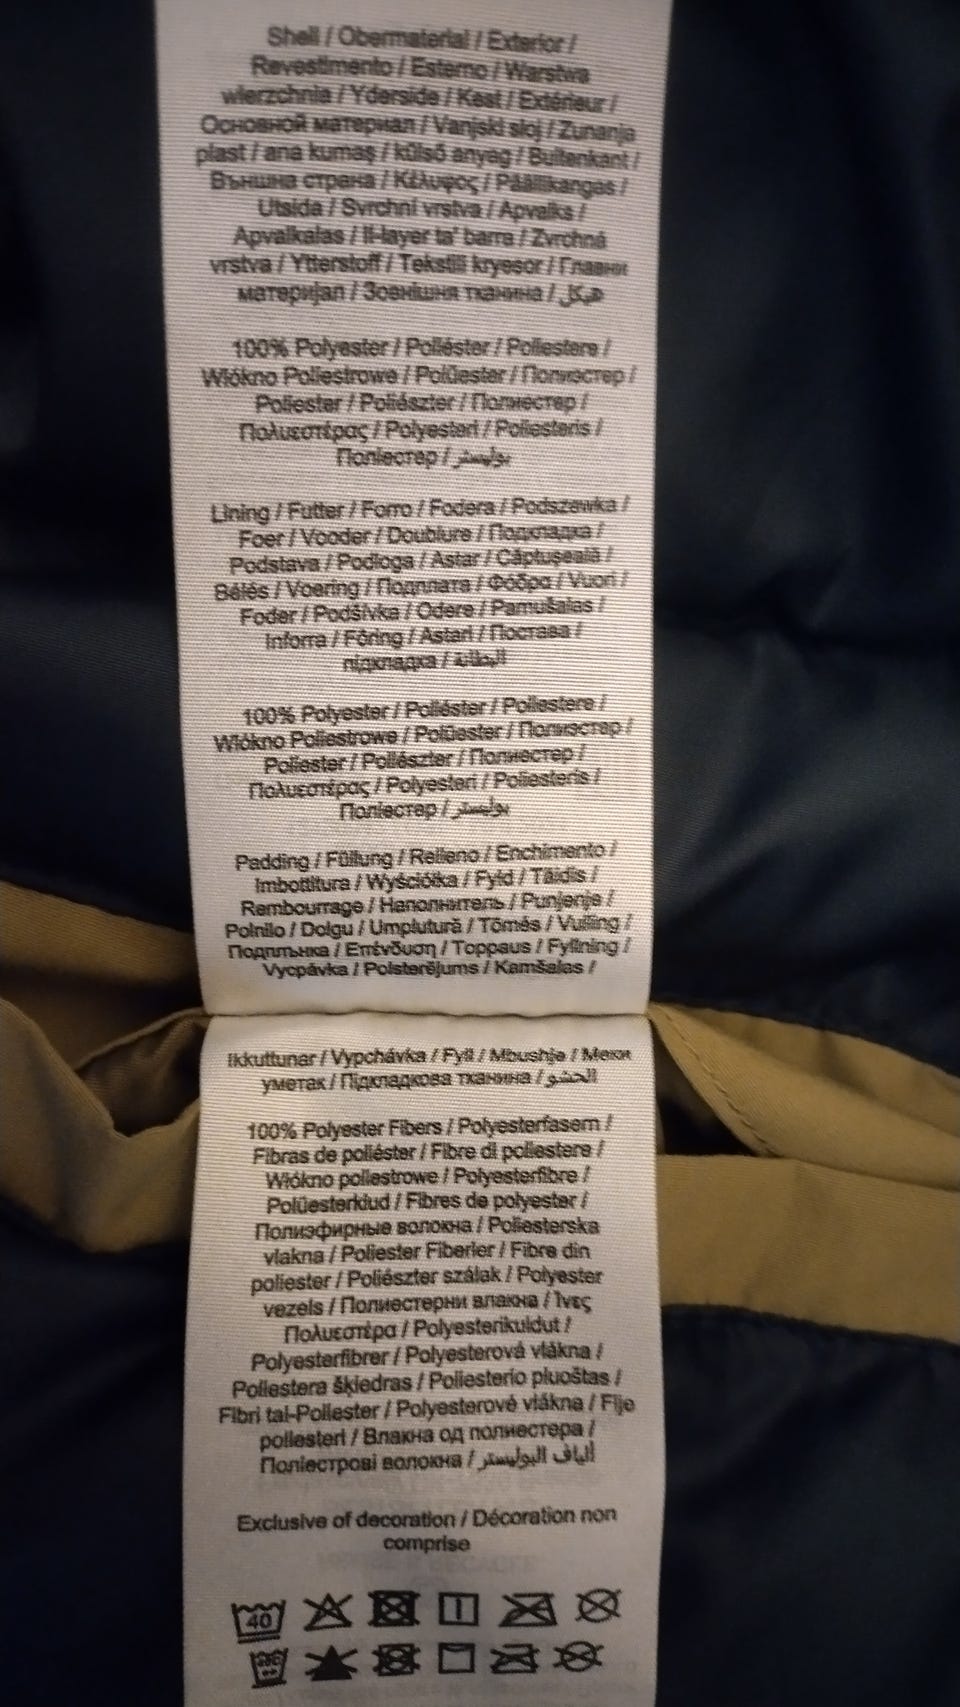 Shell / Obermaterial / Exterior /
Revestimento / Esterno / Warstwa
wierzchnia / Yderside / Kest / Extérieur /
Основной материал / Vanjski sloj / Zunanja
plast / ana kumaş / külső anyag / Buitenkant /
Външна страна / Κέλυφος / Päällikangas /
Utsida / Svrchní vrstva / Apvalks /
Apvalkalas / Il-layer ta' barra / Zvrchná
vrstva / Ytterstoff / Tekstili kryesor / Главни
материјал / Зовнішня тканина / هيكل
100% Polyester / Poliéster / Poliestere /
Włókno Poliestrowe / Polüester / Полиэстер /
Poliester / Poliészter / Полиестер /
Πολυεστέρας / Polyesteri / Poliesteris /
Поліестер / بوليستر
Lining / Futter / Forro / Fodera / Podszewka /
Foer / Vooder / Doublure / Подкладка /
Podstava / Podloga / Astar / Căptușeală /
Bélés / Voering / Подплата / Φόδρα / Vuori /
Foder / Podšívka / Odere / Pamušalas /
Inforra / Fôring / Astari / Постава /
підкладка / البطانة
100% Polyester / Poliéster / Poliestere /
Włókno Poliestrowe / Polüester / Полиэстер /
Poliester / Poliészter / Полиестер /
Πολυεστέρας / Polyesteri / Poliesteris /
Поліестер / بوليستر
Padding / Füllung / Relleno / Enchimento /
Imbottitura / Wyściółka / Fyld / Täidis /
Rembourrage / Наполнитель / Punjenje /
Polnilo / Dolgu / Umplutură / Tömés / Vulling /
Подплънка / Επένδυση / Toppaus / Fyllning /
Vycpávka / Polsterējums / Kamšalas /
Ikkuttunar / Vypchávka / Fyll / Mbushje / Меки
уметак / Підкладкова тканина / الحشو
100% Polyester Fibers / Polyesterfasern /
Fibras de poliéster / Fibre di poliestere /
Włókno poliestrowe / Polyesterfibre /
Polüesterkiud / Fibres de polyester /
Полиэфирные волокна / Poliesterska
vlakna / Poliester Fiberler / Fibre din
poliester / Poliészter szálak / Polyester
vezels / Полиестерни влакна / Ίνες
Πολυεστέρα / Polyesterikuidut /
Polyesterfibrer / Polyesterová vlákna /
Poliestera šķiedras / Poliesterio pluoštas /
Fibri tal-Poliester / Polyesterové vlákna / Fije
poliesteri / Влакна од полиестера /
Поліестрові волокна / ألياف البوليستر
Exclusive of decoration / Décoration non
comprise
40